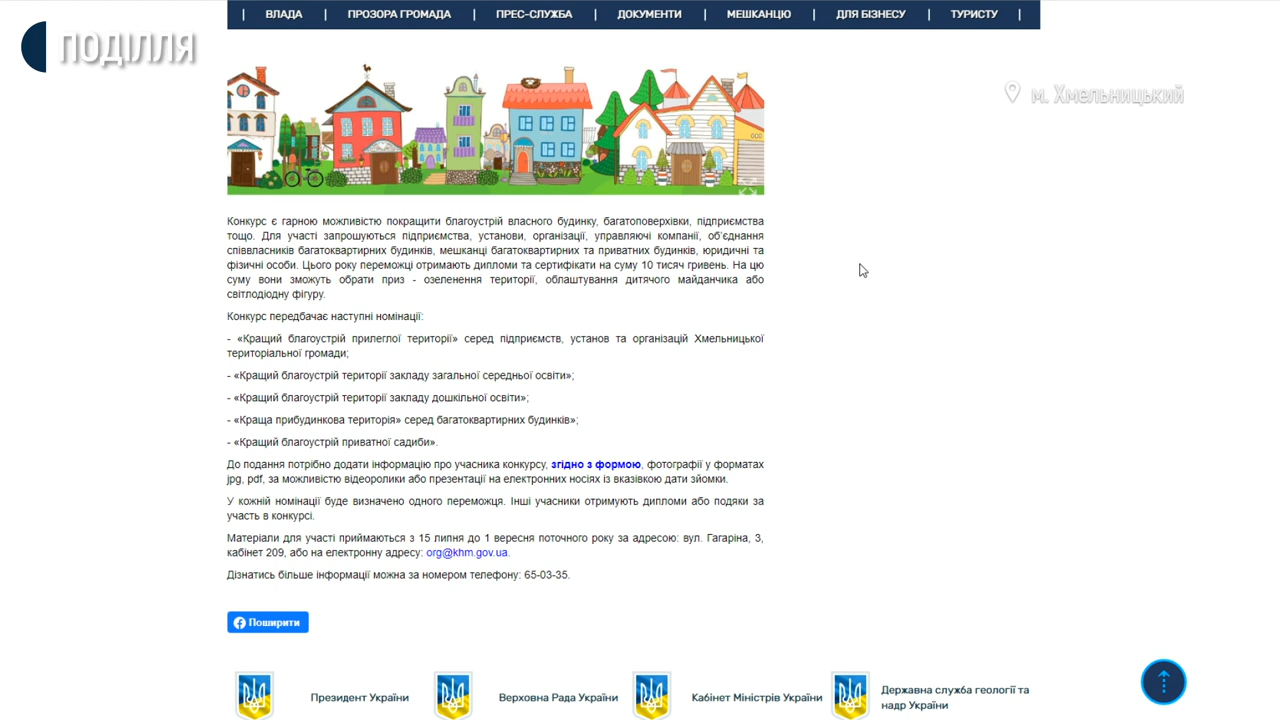 | ВЛАДА | ПРОЗОРА ГРОМАДА | ПРЕС-СЛУЖБА | ДОКУМЕНТИ | МЕШКАНЦЮ | ДЛЯ БІЗНЕСУ | ТУРИСТУ |
ПОДІЛЛЯ
м. Хмельницький
Конкурс є гарною можливістю покращити благоустрій власного будинку, багатоповерхівки, підприємства
тощо. Для участі запрошуються підприємства, установи, організації, управляючі компанії, об'єднання
співвласників багатоквартирних будинків, мешканці багатоквартирних та приватних будинків, юридичні та
фізичні особи. Цього року переможці отримають дипломи та сертифікати на суму 10 тисяч гривень. На цю
суму вони зможуть обрати приз - озеленення території, облаштування дитячого майданчика або
світлодіодну фігуру.
Конкурс передбачає наступні номінації:
- «Кращий благоустрій прилеглої території» серед підприємств, установ та організацій Хмельницької
територіальної громади;
- «Кращий благоустрій території закладу загальної середньої освіти»;
- «Кращий благоустрій території закладу дошкільної освіти»;
- «Краща прибудинкова територія» серед багатоквартирних будинків»;
- «Кращий благоустрій приватної садиби».
До подання потрібно додати інформацію про учасника конкурсу, згідно з формою, фотографії у форматах
jpg, pdf, за можливістю відеоролики або презентації на електронних носіях із вказівкою дати зйомки.
У кожній номінації буде визначено одного переможця. Інші учасники отримують дипломи або подяки за
участь в конкурсі.
Матеріали для участі приймаються з 15 липня до 1 вересня поточного року за адресою: вул. Гагаріна, 3,
кабінет 209, або на електронну адресу: org@khm.gov.ua.
Дізнатись більше інформації можна за номером телефону: 65-03-35.
Поширити
Президент України
Верховна Рада України
Кабінет Міністрів України
Державна служба геології та
надр України